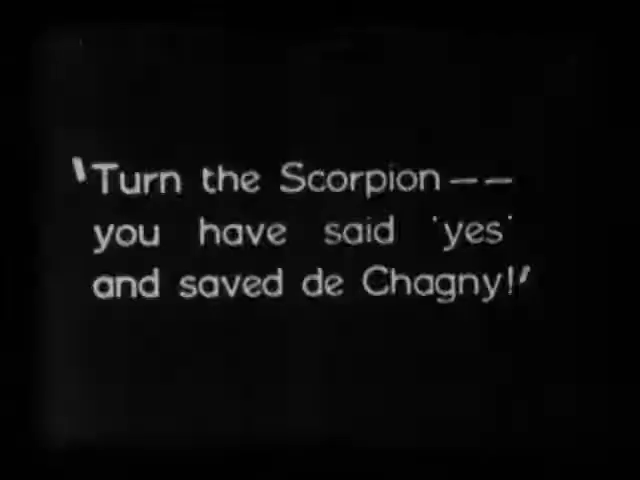 "Turn the Scorpion——
you have said 'yes'
and saved de Chagny!"